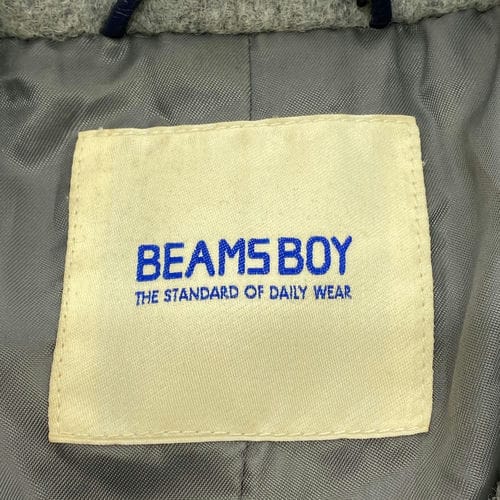 BEAMS BOY
THE STANDARD OF DAILY WEAR